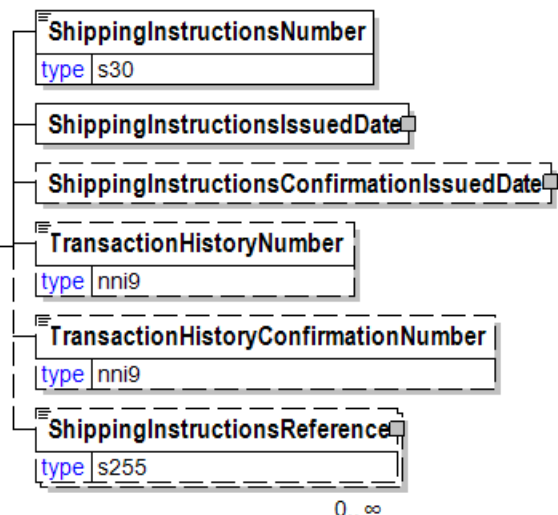 ShippingInstructionsNumber
type s30
ShippingInstructionsIssuedDate
ShippingInstructionsConfirmationIssuedDate
TransactionHistoryNumber
type nni9
TransactionHistoryConfirmationNumber
type nni9
ShippingInstructionsReference
type s255
0..∞